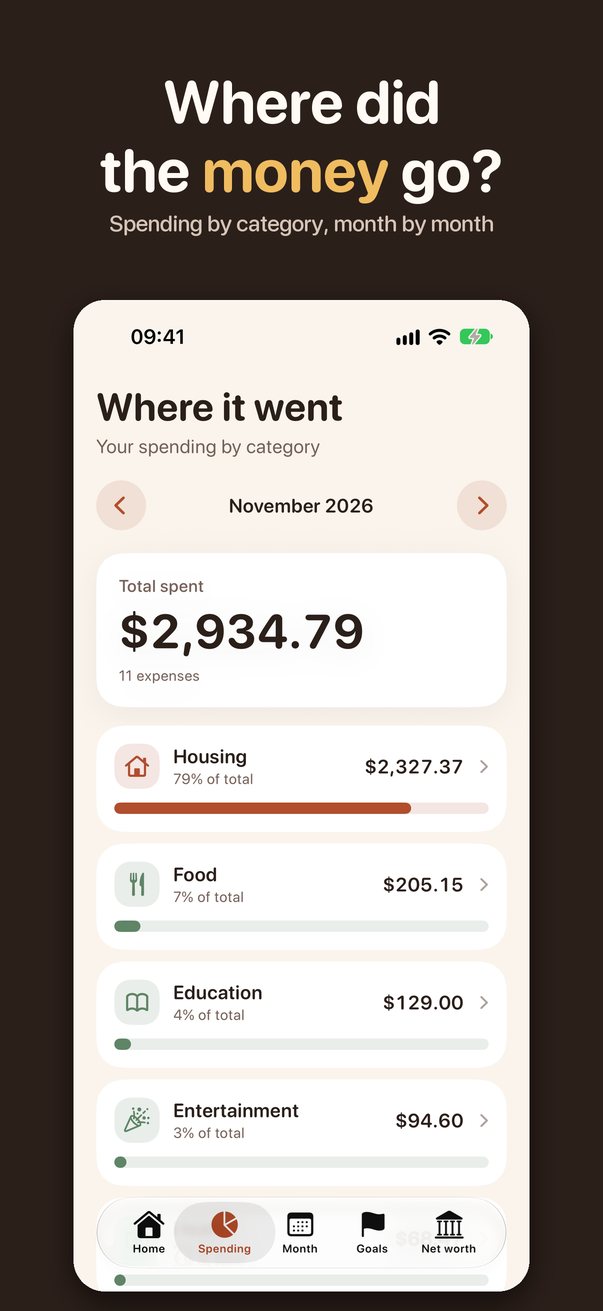 Where did
the money go?
Spending by category, month by month
09:41
Where it went
Your spending by category
November 2026
Total spent
$2,934.79
11 expenses
Housing
$2,327.37
79% of total
Food
$205.15
7% of total
Education
$129.00
4% of total
Entertainment
$94.60
3% of total
Home
Spending
Month
Goals
Net worth